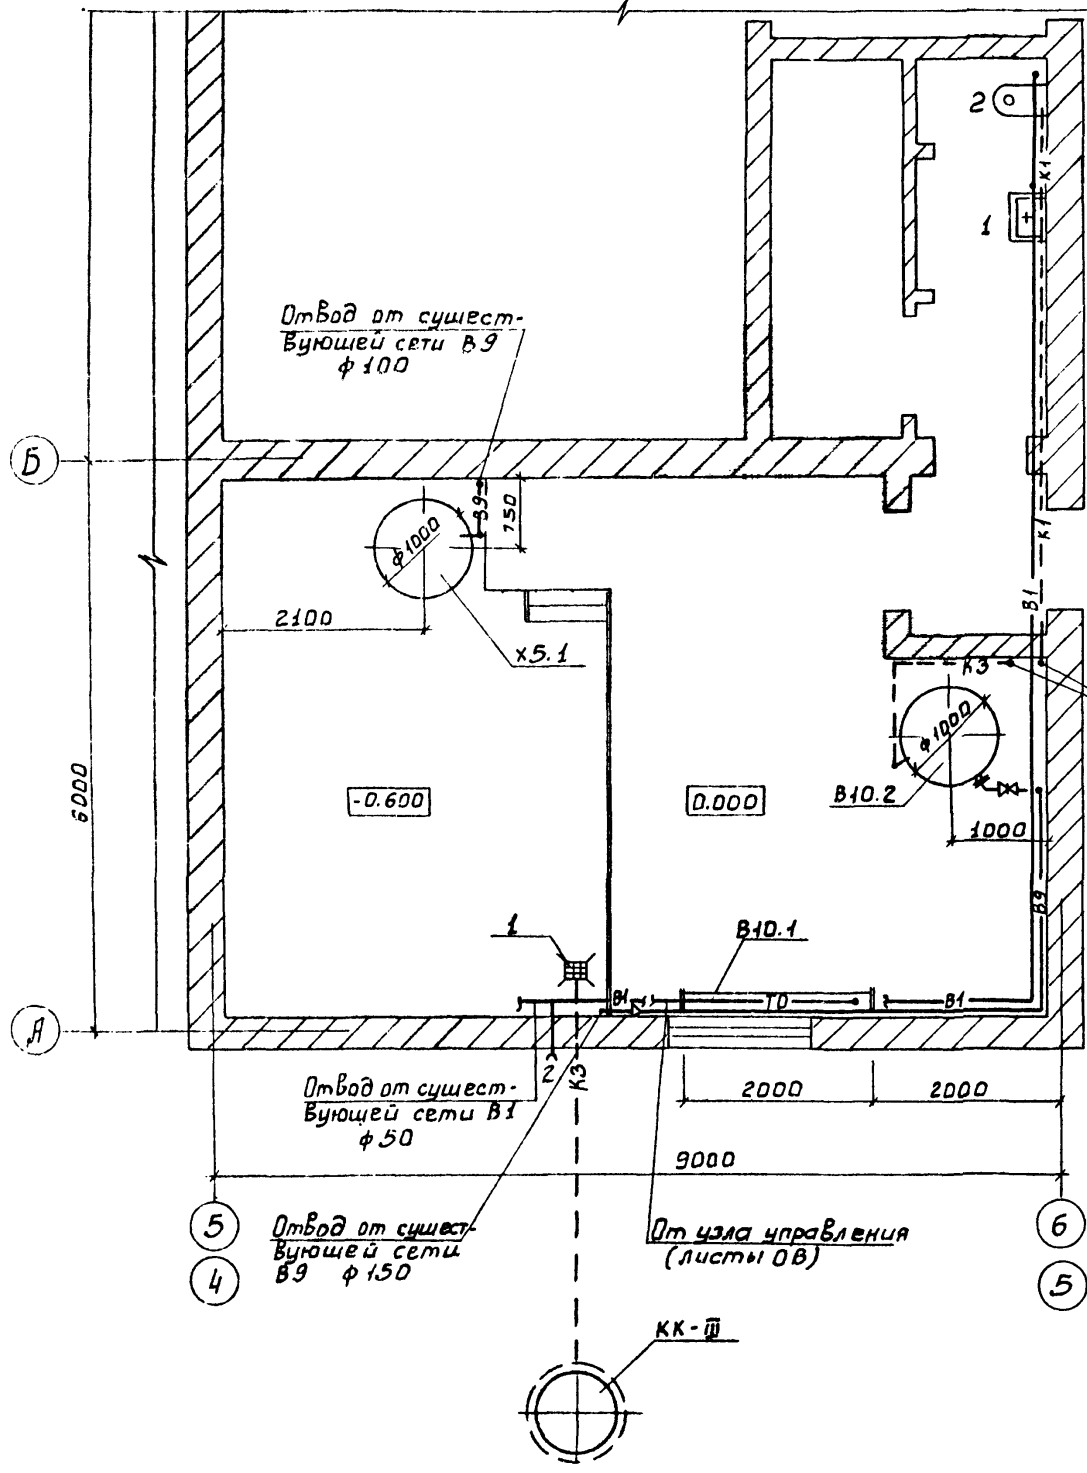 2
К1
1
Отвод от сущест-
вующей сети В9
ф 100
Б
В9
750
ф1000
К1
В1
2100
х5.1
К3
ф1000
6000
-0.600
0.000
В10.2
1000
В9
1
В10.1
В1
Т0
В1
А
2
К3
Отвод от сущест-
вующей сети В1
ф 50
2000
2000
9000
5
Отвод от сущест-
вующей сети
В9 ф 150
От узла управления
(листы ОВ)
6
4
5
КК-III